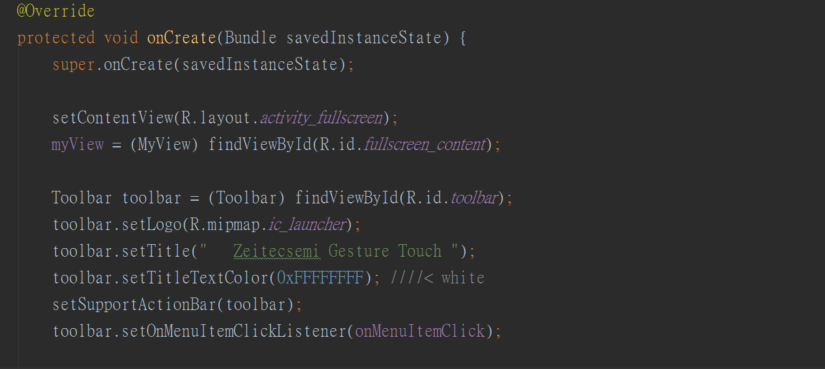 @Override
protected void onCreate(Bundle savedInstanceState) {
super.onCreate(savedInstanceState);
setContentView(R.layout.activity_fullscreen);
myView = (MyView) findViewById(R.id.fullscreen_content);
Toolbar toolbar = (Toolbar) findViewById(R.id.toolbar);
toolbar.setLogo(R.mipmap.ic_launcher);
toolbar.setTitle("   Zeitecsemi Gesture Touch ");
toolbar.setTitleTextColor(0xFFFFFFFF); ////< white
setSupportActionBar(toolbar);
toolbar.setOnMenuItemClickListener(onMenuItemClick);